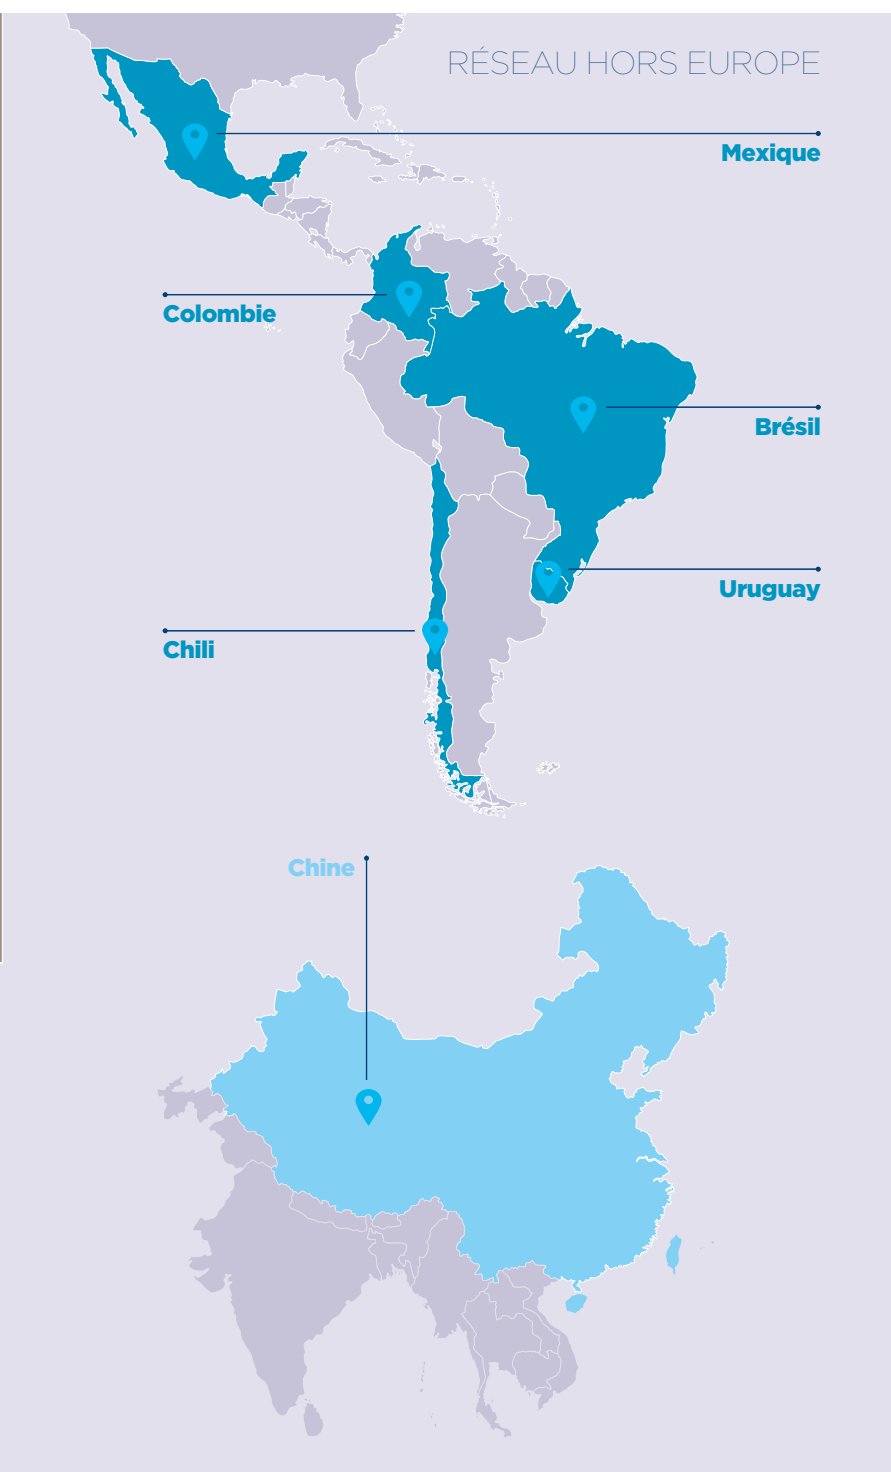 RÉSEAU HORS EUROPE
Mexique
Colombie
Brésil
Uruguay
Chili
Chine